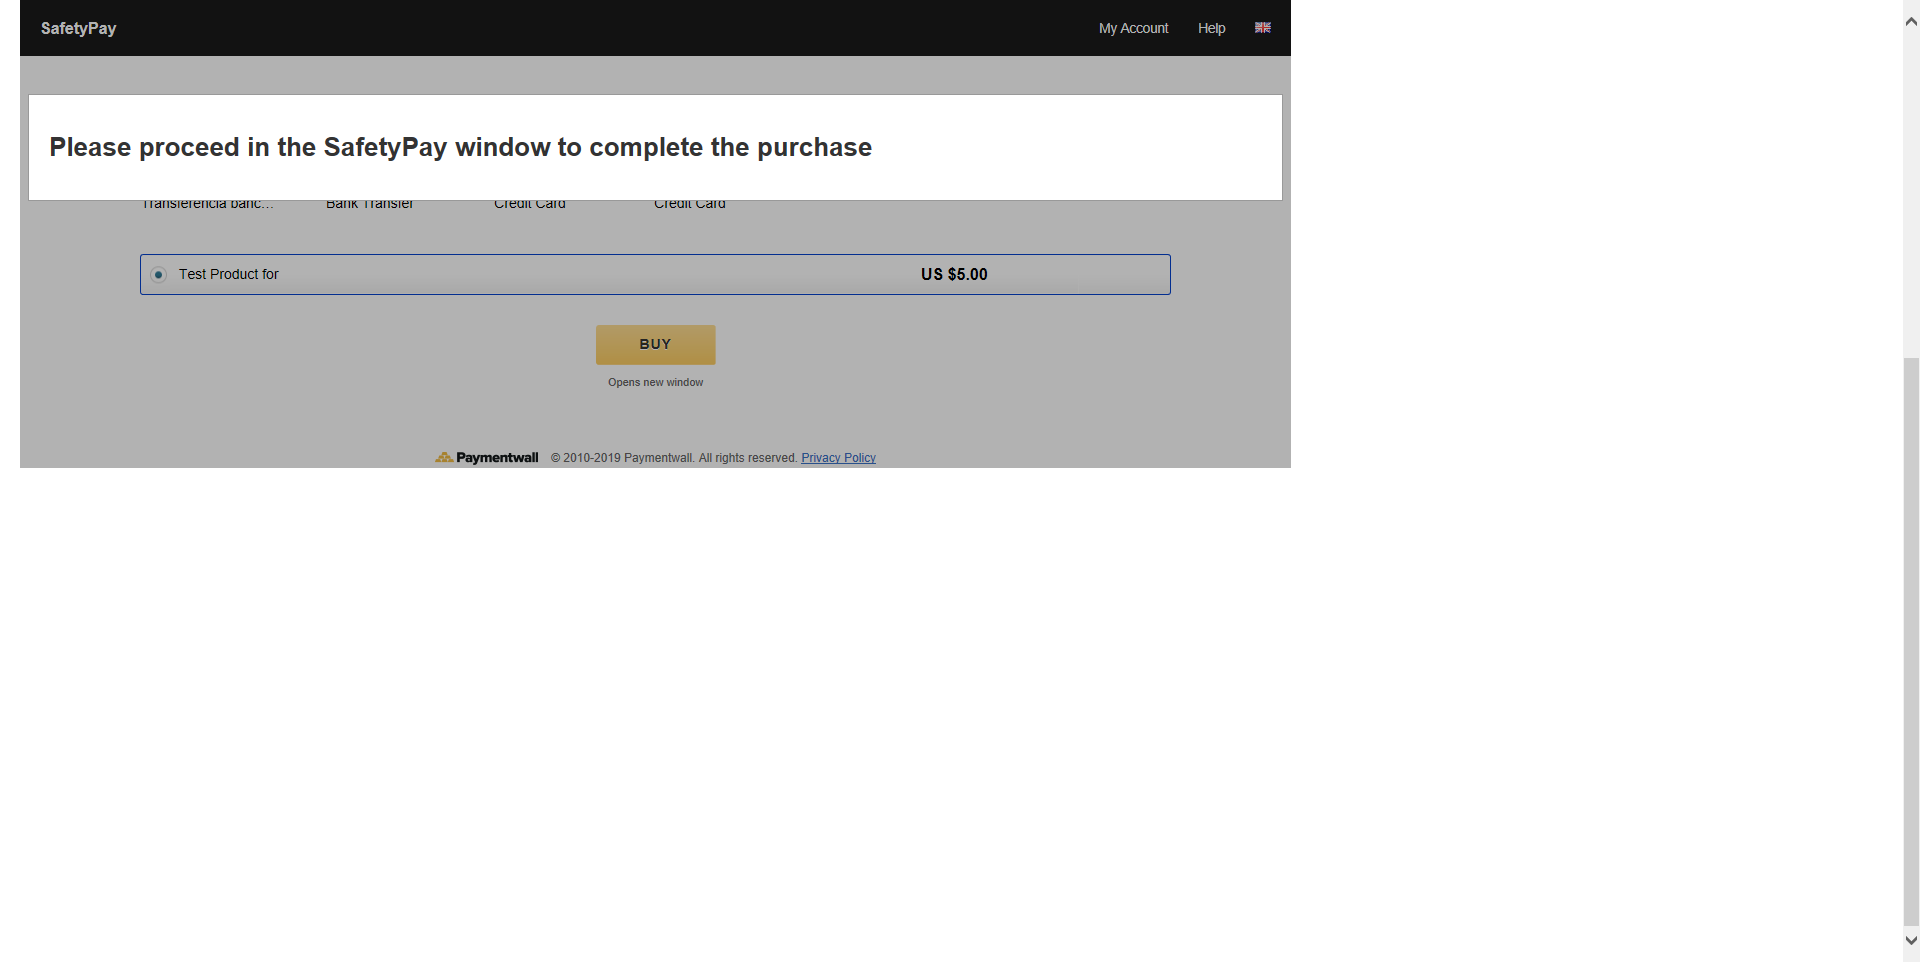 SafetyPay My Account Help
Please proceed in the SafetyPay window to complete the purchase
Transferencia banc... Bank Transfer Credit Card Credit Card
Test Product for US $5.00
BUY
Opens new window
Paymentwall © 2010-2019 Paymentwall. All rights reserved. Privacy Policy